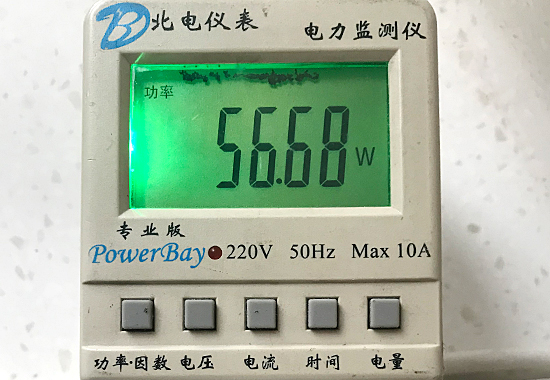 B 北电仪表 电力监测仪
功率
56.68 W
专业版
PowerBay 220V 50Hz Max 10A
功率·因数 电压 电流 时间 电量